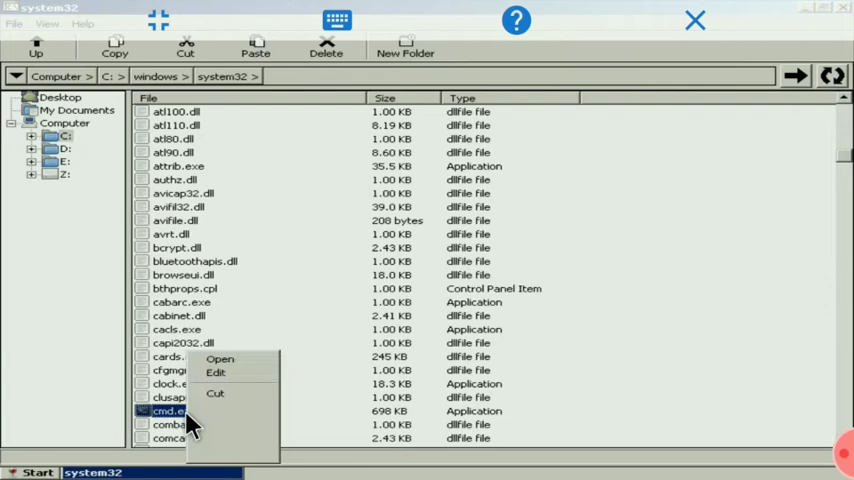 system32
File View Help
Up Copy Cut Paste Delete New Folder
Computer > C: > windows > system32 >
Desktop
My Documents
Computer
C:
D:
E:
Z:
File Size Type
atl100.dll 1.00 KB dllfile file
atl110.dll 8.19 KB dllfile file
atl80.dll 1.00 KB dllfile file
atl90.dll 8.60 KB dllfile file
attrib.exe 35.5 KB Application
authz.dll 1.00 KB dllfile file
avicap32.dll 1.00 KB dllfile file
avifil32.dll 39.0 KB dllfile file
avifile.dll 208 bytes dllfile file
avrt.dll 1.00 KB dllfile file
bcrypt.dll 2.43 KB dllfile file
bluetoothapis.dll 1.00 KB dllfile file
browseui.dll 18.0 KB dllfile file
bthprops.cpl 1.00 KB Control Panel Item
cabarc.exe 1.00 KB Application
cabinet.dll 2.41 KB dllfile file
cacls.exe 1.00 KB Application
capi2032.dll 1.00 KB dllfile file
cards. 245 KB dllfile file
cfgmg 1.00 KB dllfile file
clock.e 18.3 KB Application
clusap 1.00 KB dllfile file
cmd.e 698 KB Application
comba 1.00 KB dllfile file
comca 2.43 KB dllfile file
Open
Edit
Cut
Start system32